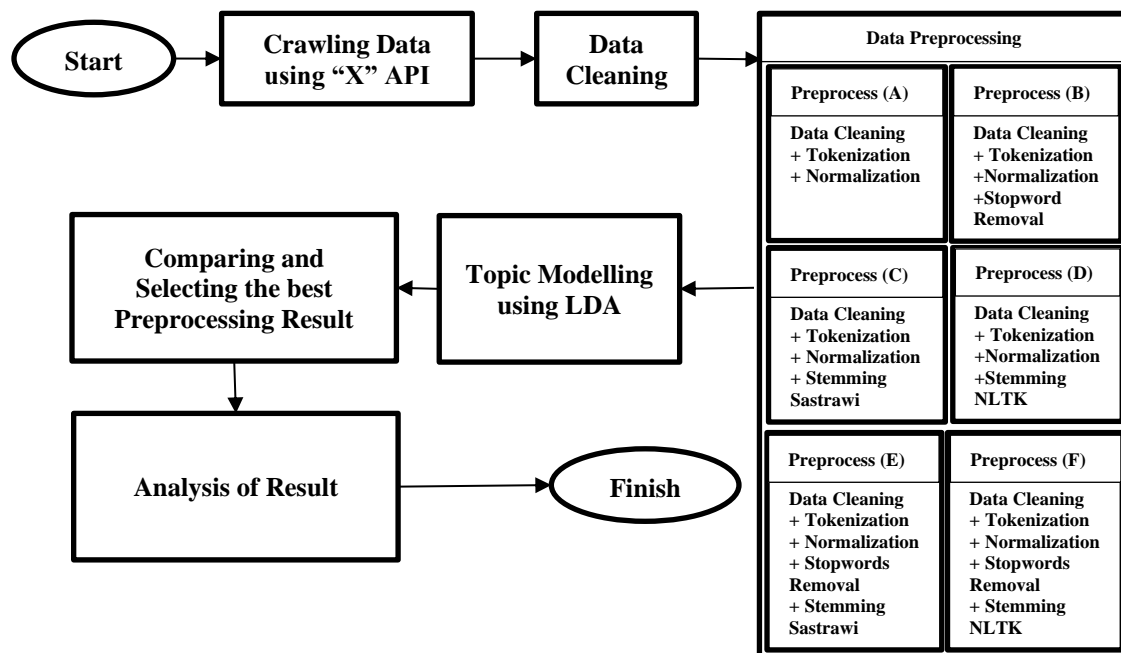 Start
Crawling Data
using “X” API
Data
Cleaning
Data Preprocessing
Preprocess (A)
Data Cleaning
+ Tokenization
+ Normalization
Preprocess (B)
Data Cleaning
+ Tokenization
+Normalization
+Stopword
Removal
Preprocess (C)
Data Cleaning
+ Tokenization
+ Normalization
+ Stemming
Sastrawi
Preprocess (D)
Data Cleaning
+ Tokenization
+Normalization
+Stemming
NLTK
Preprocess (E)
Data Cleaning
+ Tokenization
+ Normalization
+ Stopwords
Removal
+ Stemming
Sastrawi
Preprocess (F)
Data Cleaning
+ Tokenization
+ Normalization
+ Stopwords
Removal
+ Stemming
NLTK
Topic Modelling
using LDA
Comparing and
Selecting the best
Preprocessing Result
Analysis of Result
Finish